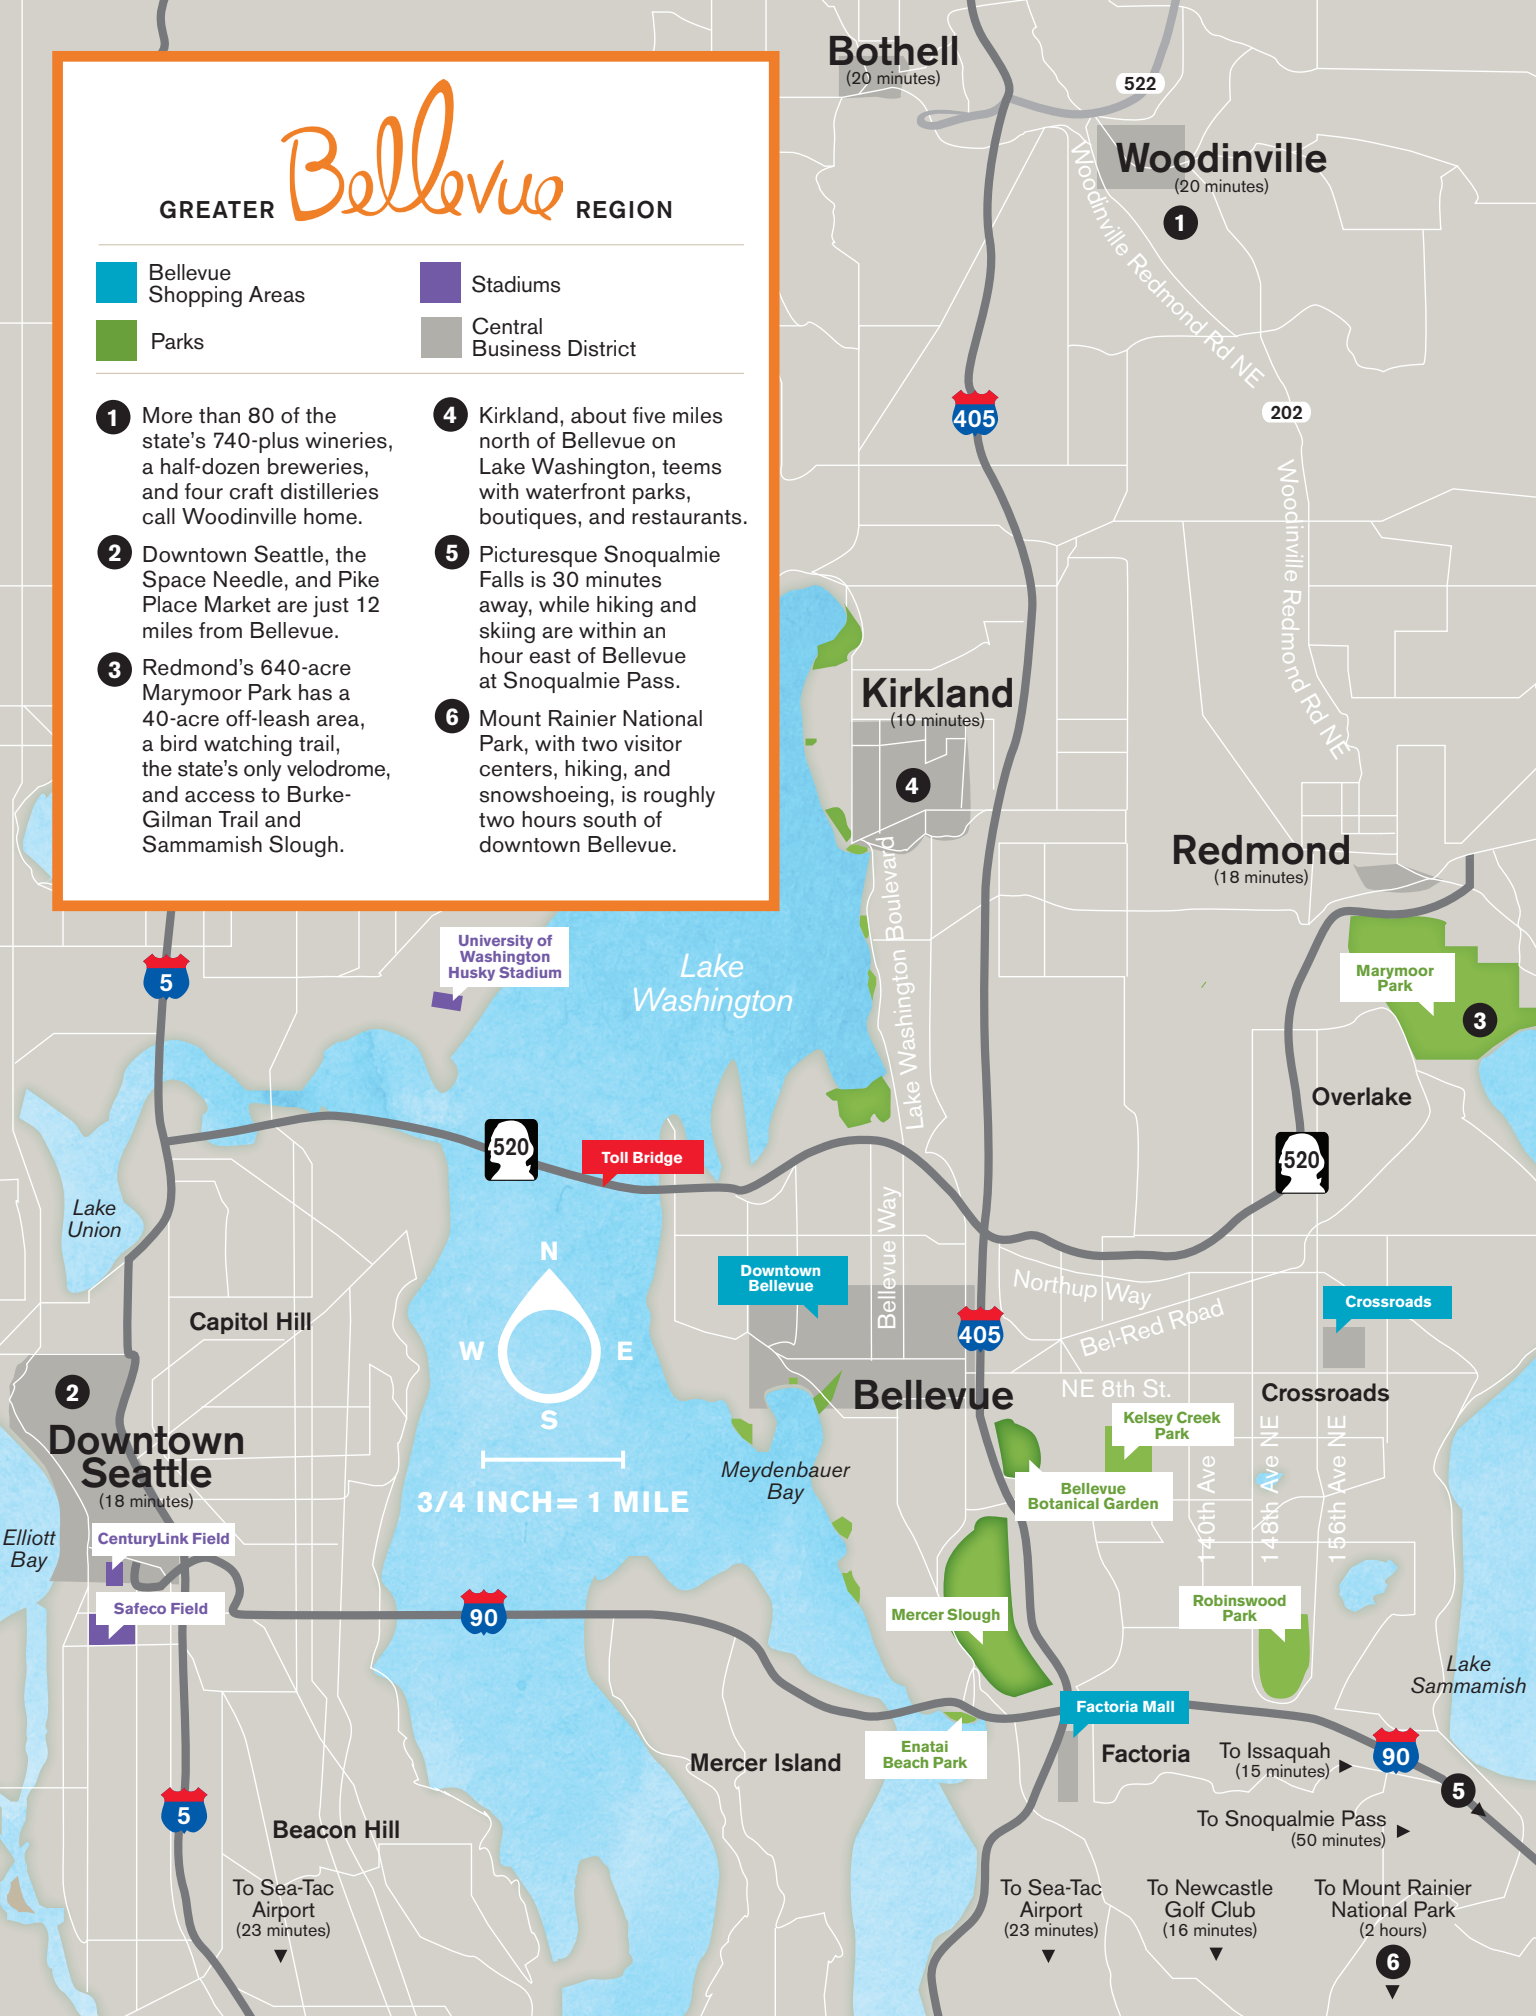 GREATER Bellevue REGION
Bellevue
Shopping Areas
Stadiums
Parks
Central
Business District
1 More than 80 of the
state's 740-plus wineries,
a half-dozen breweries,
and four craft distilleries
call Woodinville home.
2 Downtown Seattle, the
Space Needle, and Pike
Place Market are just 12
miles from Bellevue.
3 Redmond's 640-acre
Marymoor Park has a
40-acre off-leash area,
a bird watching trail,
the state's only velodrome,
and access to Burke-
Gilman Trail and
Sammamish Slough.
4 Kirkland, about five miles
north of Bellevue on
Lake Washington, teems
with waterfront parks,
boutiques, and restaurants.
5 Picturesque Snoqualmie
Falls is 30 minutes
away, while hiking and
skiing are within an
hour east of Bellevue
at Snoqualmie Pass.
6 Mount Rainier National
Park, with two visitor
centers, hiking, and
snowshoeing, is roughly
two hours south of
downtown Bellevue.
Bothell
(20 minutes)
522
Woodinville
(20 minutes)
1
Woodinville Redmond Rd NE
405
202
Woodinville Redmond Rd NE
Kirkland
(10 minutes)
4
Redmond
(18 minutes)
Lake Washington Boulevard
University of
Washington
Husky Stadium
Lake
Washington
5
Marymoor
Park
3
Overlake
520
Toll Bridge
520
Lake
Union
Bellevue Way
N
W
E
S
3/4 INCH= 1 MILE
Downtown
Bellevue
Northup Way
Bel-Red Road
Crossroads
405
Capitol Hill
2
Bellevue
NE 8th St.
Crossroads
Kelsey Creek
Park
Downtown
Seattle
(18 minutes)
Meydenbauer
Bay
Bellevue
Botanical Garden
140th Ave
148th Ave NE
156th Ave NE
Elliott
Bay
CenturyLink Field
Safeco Field
90
Mercer Slough
Robinswood
Park
Lake
Sammamish
Factoria Mall
Enatai
Beach Park
Mercer Island
Factoria
To Issaquah
(15 minutes)
90
5
5
Beacon Hill
To Snoqualmie Pass
(50 minutes)
To Sea-Tac
Airport
(23 minutes)
To Sea-Tac
Airport
(23 minutes)
To Newcastle
Golf Club
(16 minutes)
To Mount Rainier
National Park
(2 hours)
6